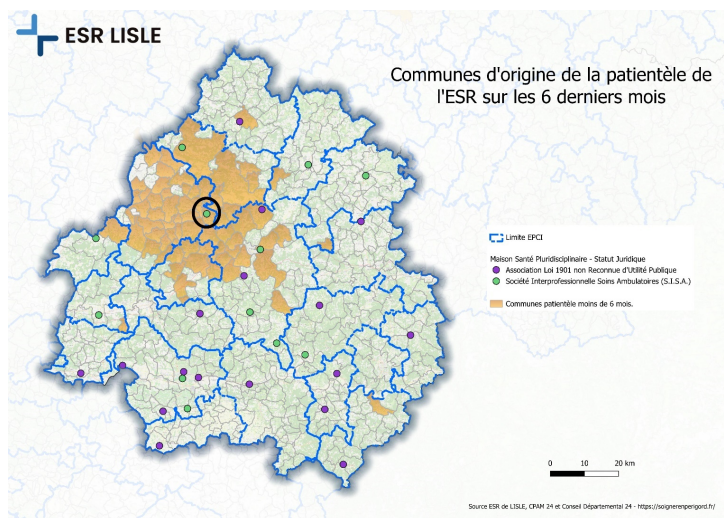 ESR LISLE
Communes d'origine de la patientèle de
l'ESR sur les 6 derniers mois
Limite EPCI
Maison Santé Pluridisciplinaire - Statut Juridique
Association Loi 1901 non Reconnue d'Utilité Publique
Société Interprofessionnelle Soins Ambulatoires (S.I.S.A.)
Communes patientèle moins de 6 mois.
0 10 20 km
Source ESR de LISLE, CPAM 24 et Conseil Départemental 24 - https://soignerenperigord.fr/